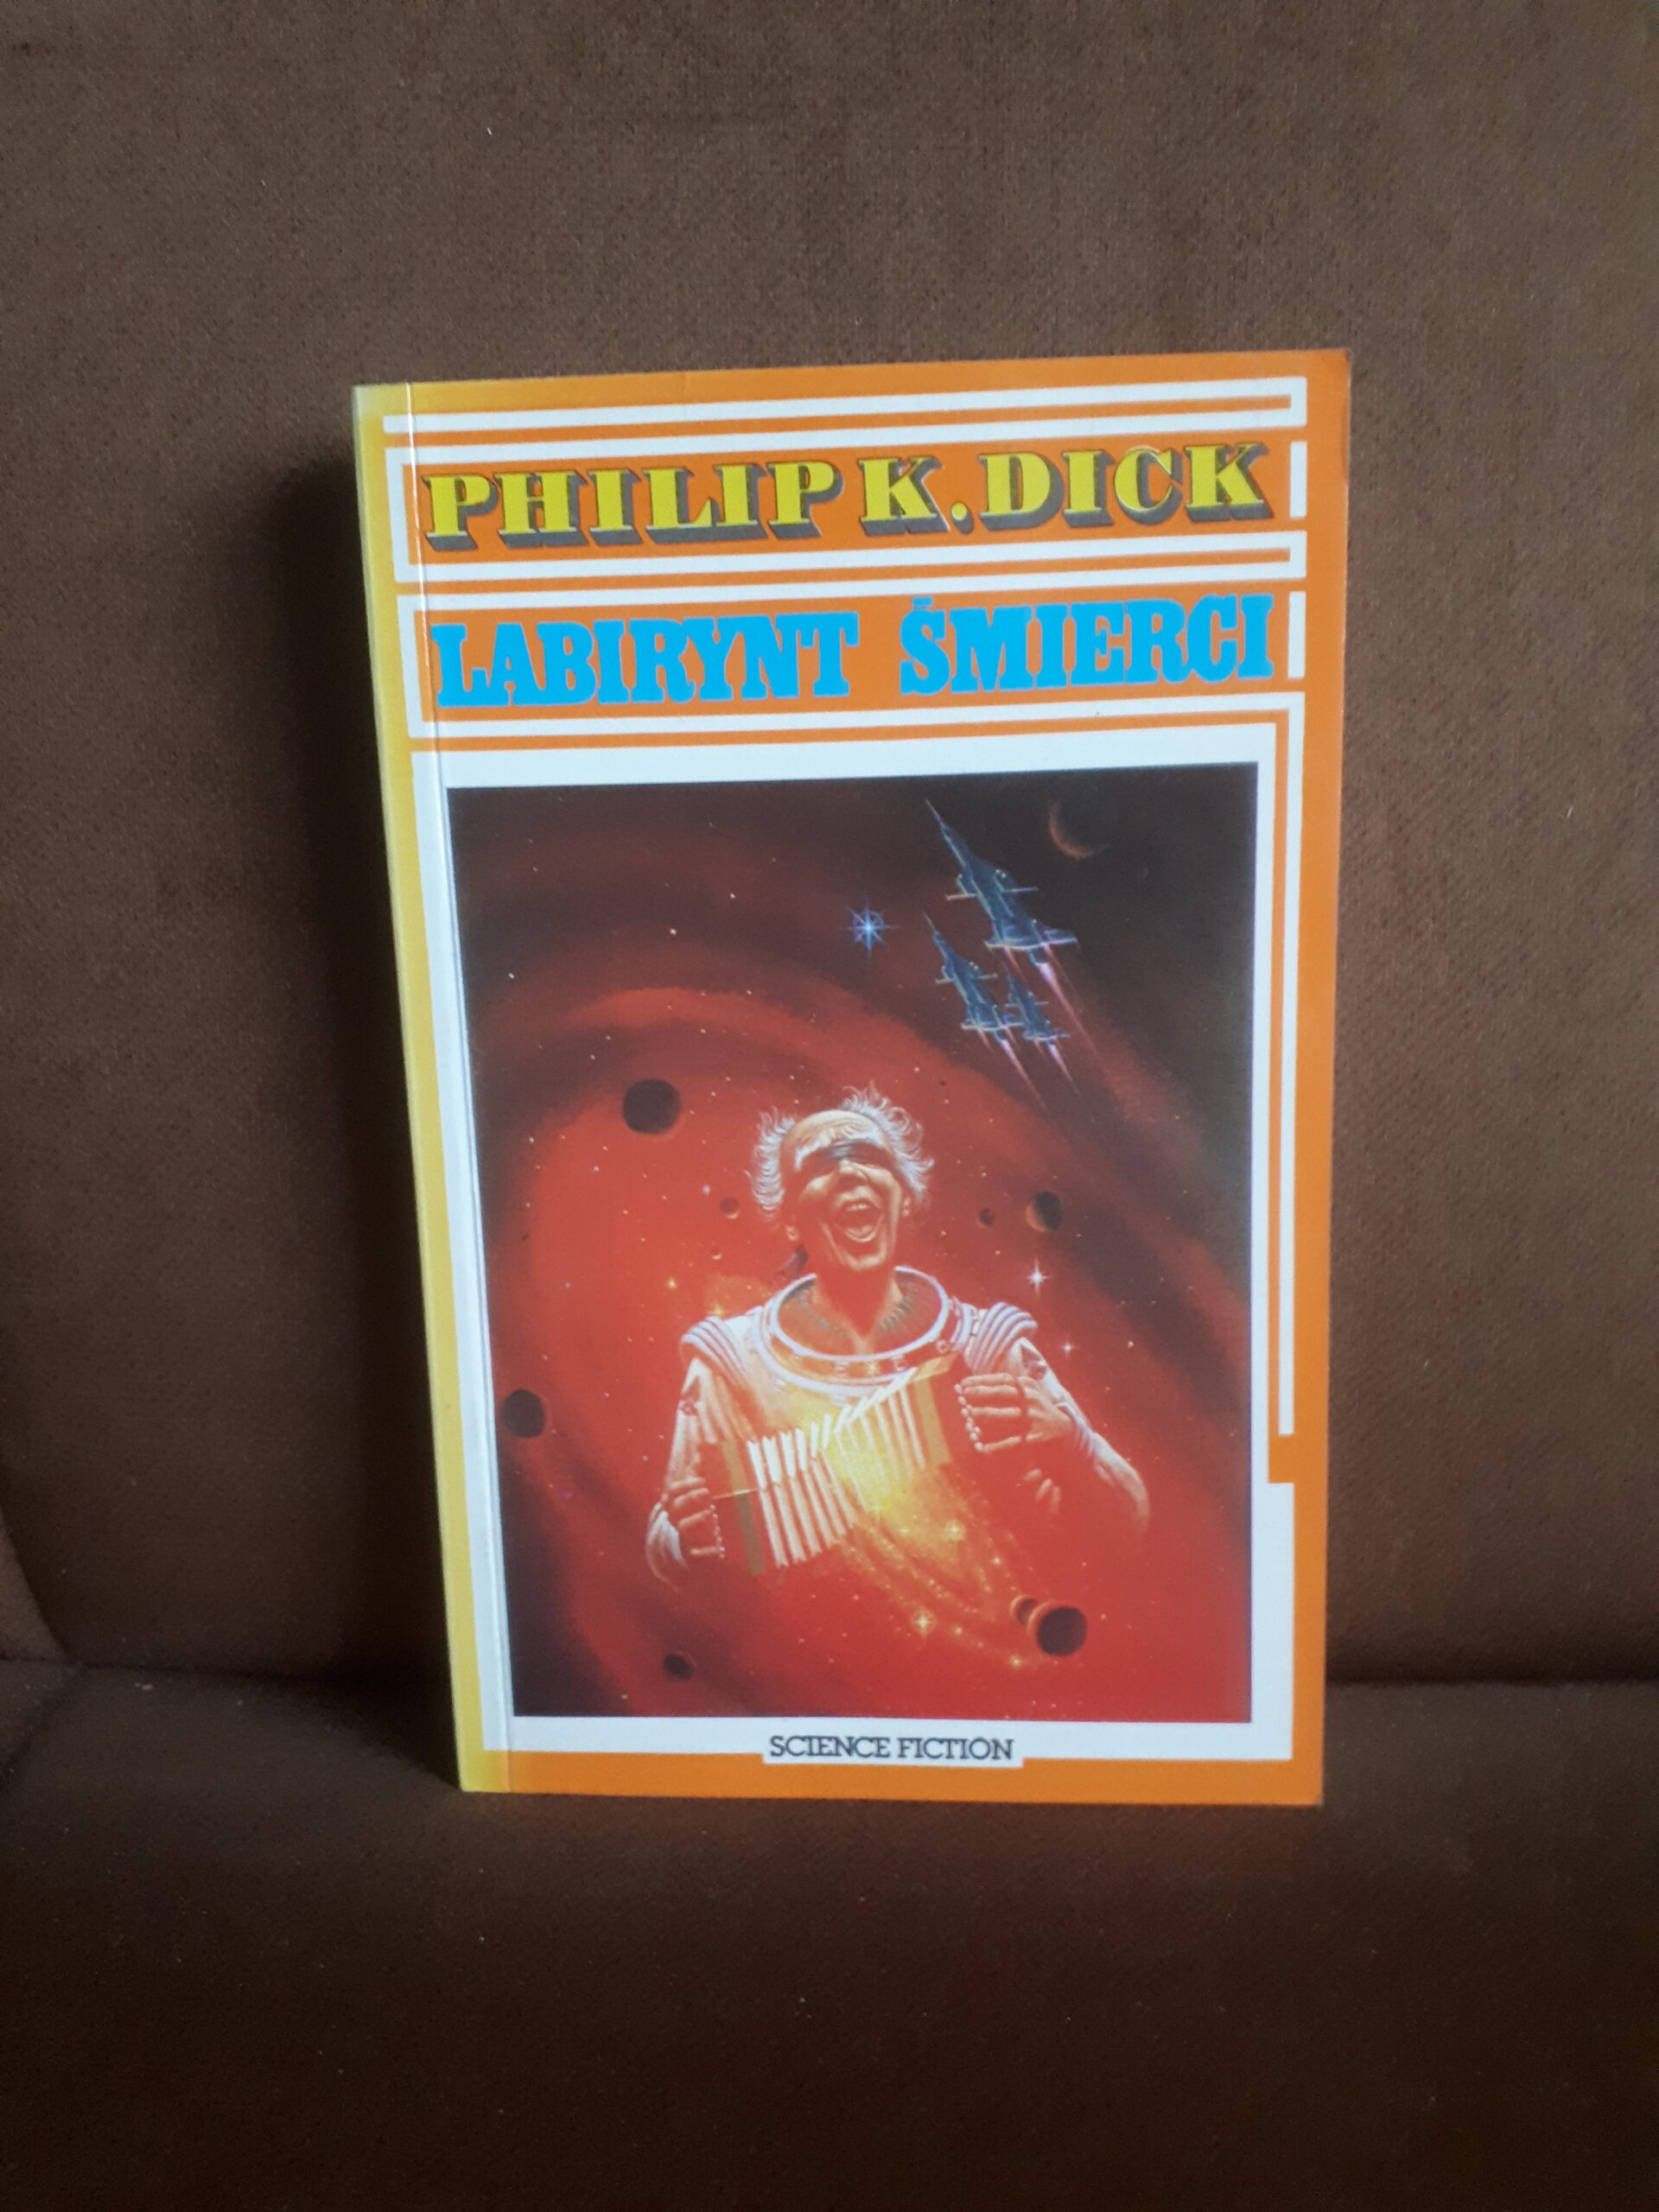 PHILIP K. DICK
LABIRYNT ŚMIERCI
SCIENCE FICTION